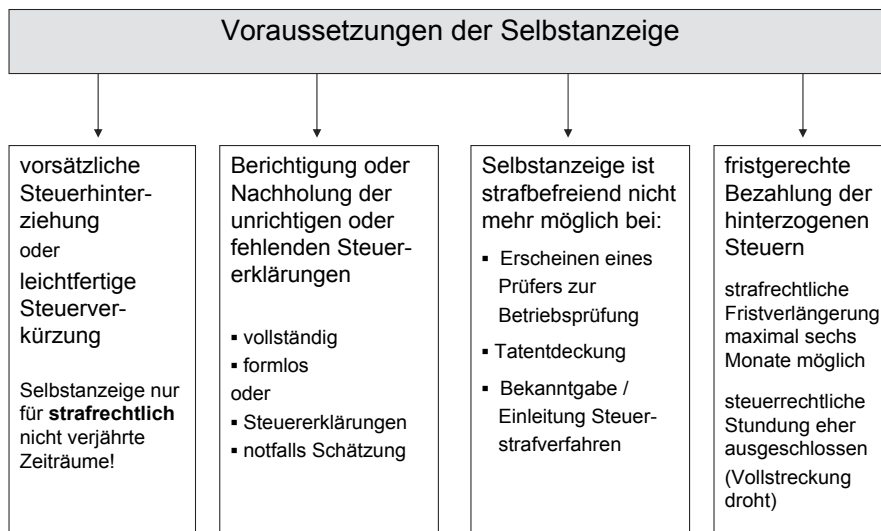 Voraussetzungen der Selbstanzeige
vorsätzliche
Steuerhinter-
ziehung
oder
leichtfertige
Steuerver-
kürzung
Selbstanzeige nur
für strafrechtlich
nicht verjährte
Zeiträume!
Berichtigung oder
Nachholung der
unrichtigen oder
fehlenden Steuer-
erklärungen
▪ vollständig
▪ formlos
oder
▪ Steuererklärungen
▪ notfalls Schätzung
Selbstanzeige ist
strafbefreiend nicht
mehr möglich bei:
▪ Erscheinen eines
Prüfers zur
Betriebsprüfung
▪ Tatentdeckung
▪ Bekanntgabe /
Einleitung Steuer-
strafverfahren
fristgerechte
Bezahlung der
hinterzogenen
Steuern
strafrechtliche
Fristverlängerung
maximal sechs
Monate möglich
steuerrechtliche
Stundung eher
ausgeschlossen
(Vollstreckung
droht)